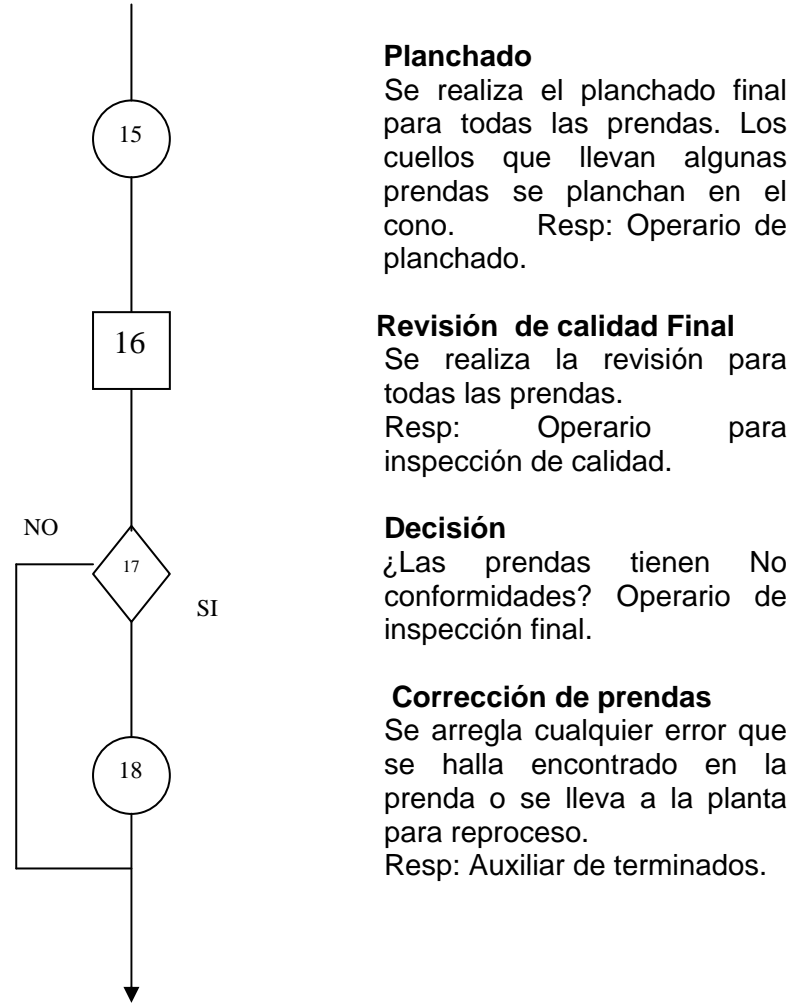 Planchado
15
Se realiza el planchado final
para todas las prendas. Los
cuellos que llevan algunas
prendas se planchan en el
cono. Resp: Operario de
planchado.
16
Revisión de calidad Final
Se realiza la revisión para
todas las prendas.
Resp: Operario para
inspección de calidad.
NO
17
SI
Decisión
¿Las prendas tienen No
conformidades? Operario de
inspección final.
18
Corrección de prendas
Se arregla cualquier error que
se halla encontrado en la
prenda o se lleva a la planta
para reproceso.
Resp: Auxiliar de terminados.